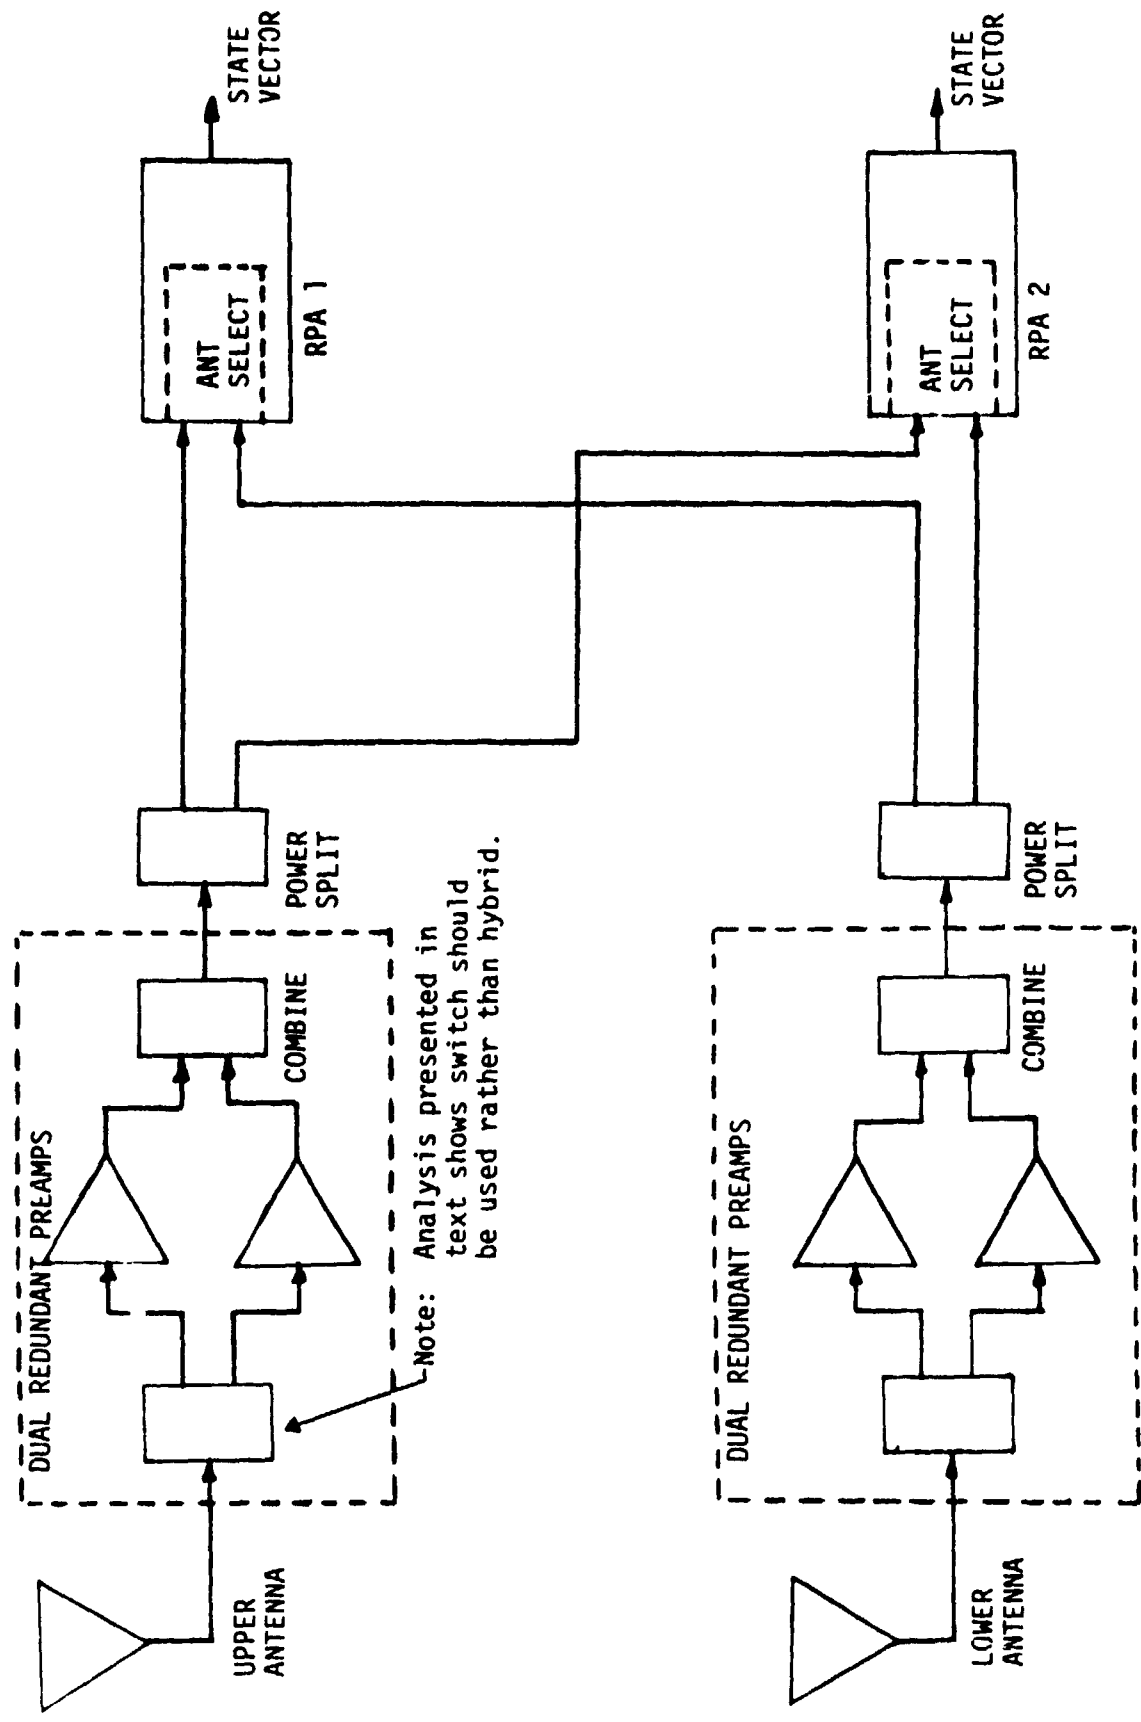 UPPER
ANTENNA
DUAL REDUNDANT PREAMPS
COMBINE
POWER
SPLIT
ANT
SELECT
RPA 1
STATE
VECTOR
Note: Analysis presented in
text shows switch should
be used rather than hybrid.
LOWER
ANTENNA
DUAL REDUNDANT PREAMPS
COMBINE
POWER
SPLIT
ANT
SELECT
RPA 2
STATE
VECTOR